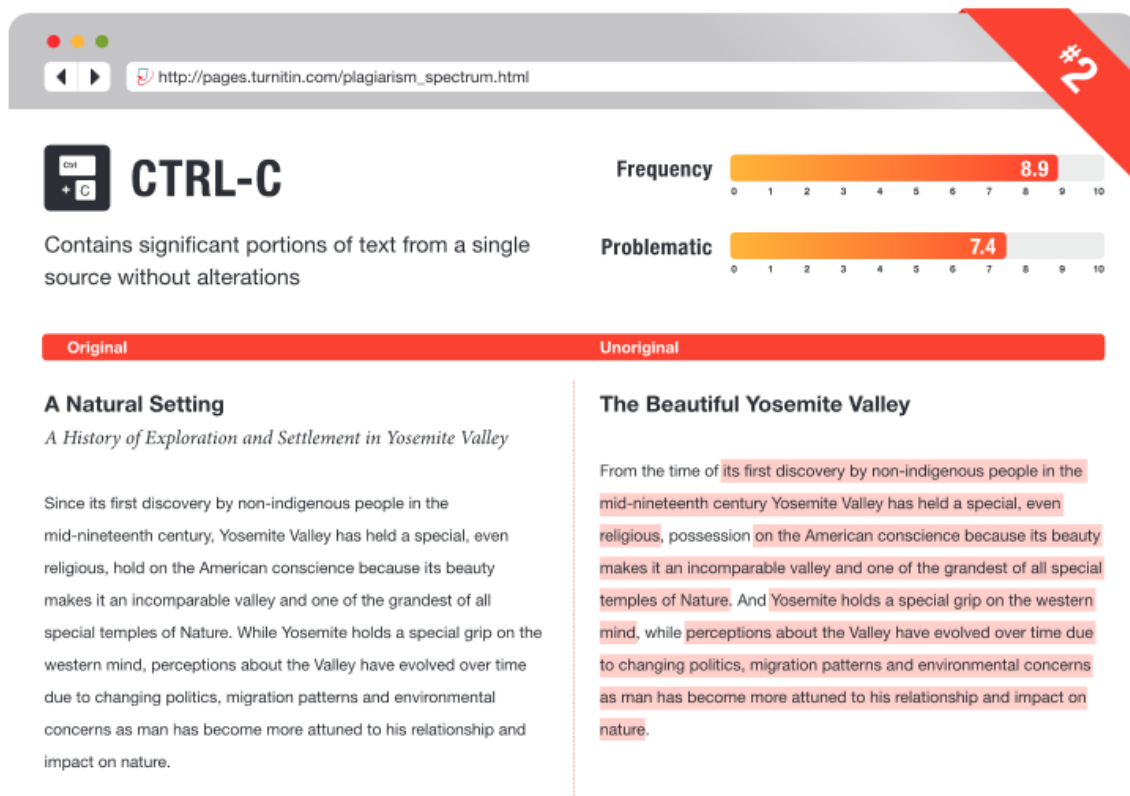 #2
http://pages.turnitin.com/plagiarism_spectrum.html
Ctrl
+ C
CTRL-C
Contains significant portions of text from a single
source without alterations
Frequency
8.9
0 1 2 3 4 5 6 7 8 9 10
Problematic
7.4
0 1 2 3 4 5 6 7 8 9 10
Original
Unoriginal
A Natural Setting
A History of Exploration and Settlement in Yosemite Valley
Since its first discovery by non-indigenous people in the
mid-nineteenth century, Yosemite Valley has held a special, even
religious, hold on the American conscience because its beauty
makes it an incomparable valley and one of the grandest of all
special temples of Nature. While Yosemite holds a special grip on the
western mind, perceptions about the Valley have evolved over time
due to changing politics, migration patterns and environmental
concerns as man has become more attuned to his relationship and
impact on nature.
The Beautiful Yosemite Valley
From the time of its first discovery by non-indigenous people in the
mid-nineteenth century Yosemite Valley has held a special, even
religious, possession on the American conscience because its beauty
makes it an incomparable valley and one of the grandest of all special
temples of Nature. And Yosemite holds a special grip on the western
mind, while perceptions about the Valley have evolved over time due
to changing politics, migration patterns and environmental concerns
as man has become more attuned to his relationship and impact on
nature.